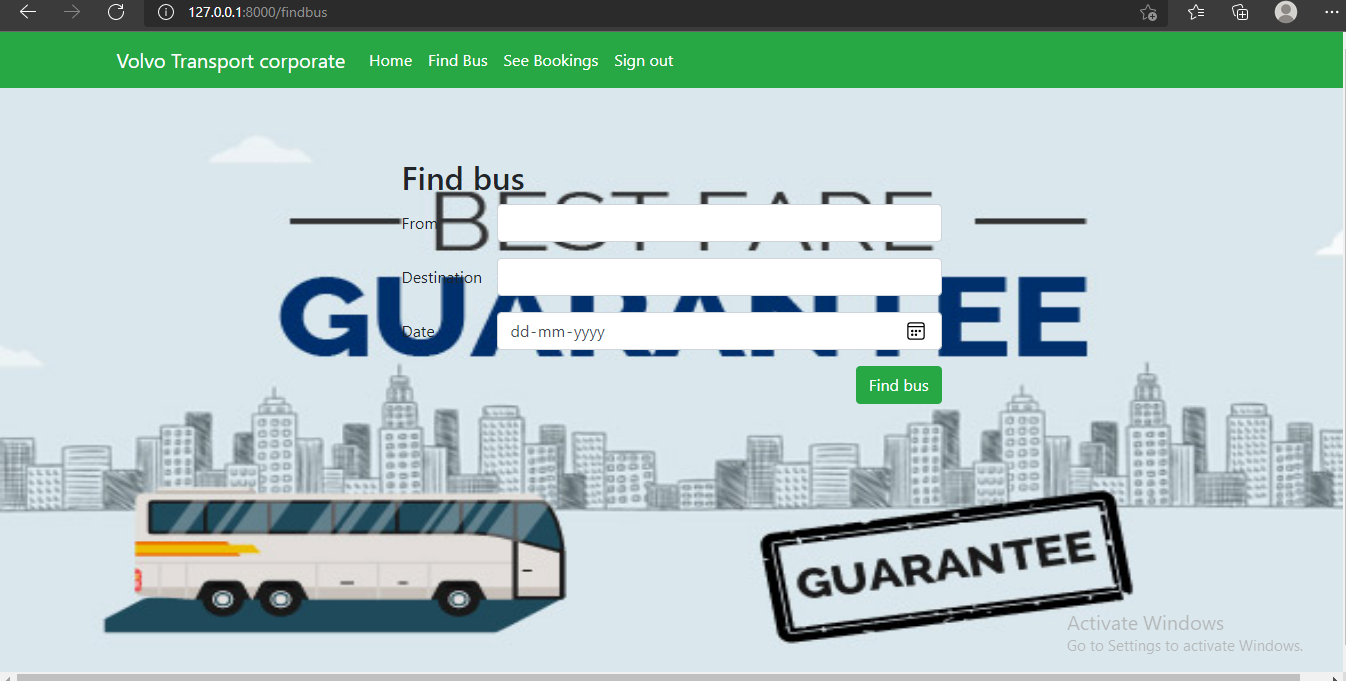 127.0.0.1:8000/findbus
Volvo Transport corporate Home Find Bus See Bookings Sign out
Find bus
BEST FARE
From
GUARANTEE
Destination
Date dd-mm-yyyy
Find bus
GUARANTEE
Activate Windows
Go to Settings to activate Windows.